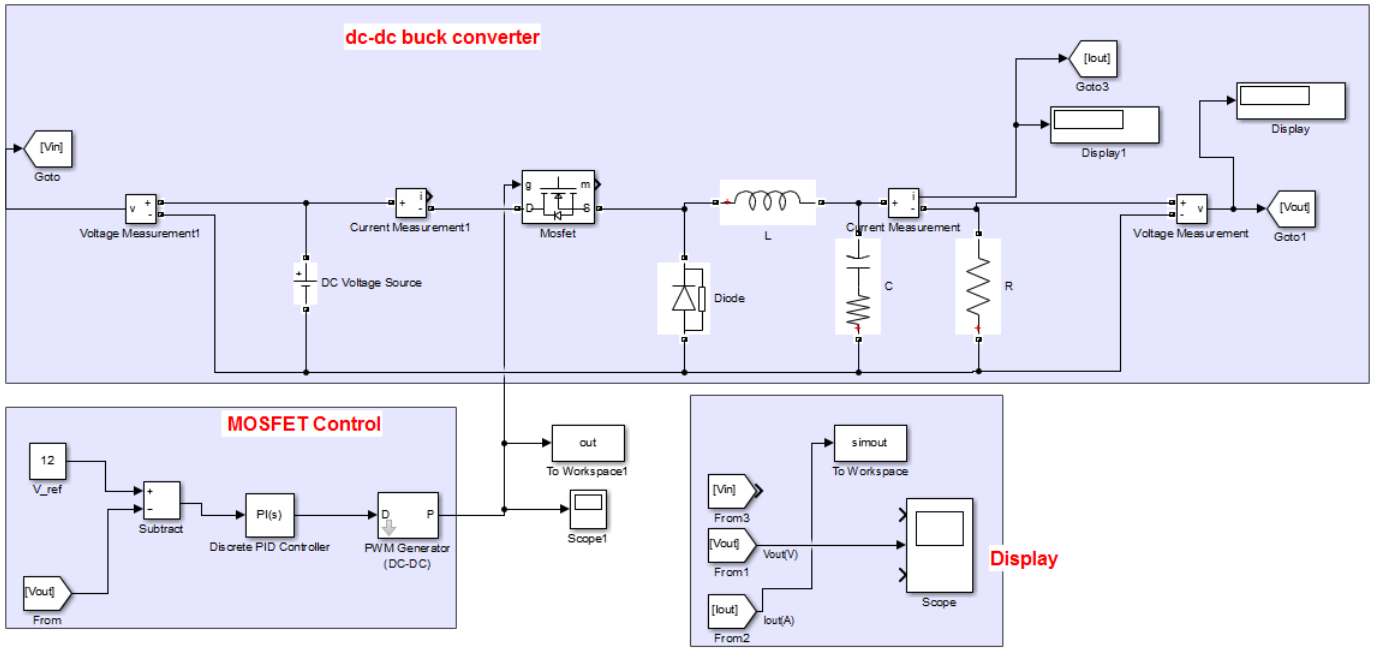 dc-dc buck converter
[Iout]
Goto3
Display
Display1
[Vin]
Goto
g
m
D
S
Mosfet
v
+
-
Voltage Measurement1
+
-
i
Current Measurement1
+
DC Voltage Source
Diode
+
L
+
-
i
Current Measurement
+
C
+
R
+
-
v
Voltage Measurement
[Vout]
Goto1
MOSFET Control
12
V_ref
+
−
Subtract
PI(s)
Discrete PID Controller
D
P
PWM Generator
(DC-DC)
[Vout]
From
out
To Workspace1
Scope1
simout
To Workspace
[Vin]
From3
[Vout]
From1
Vout(V)
[Iout]
From2
Iout(A)
Scope
Display